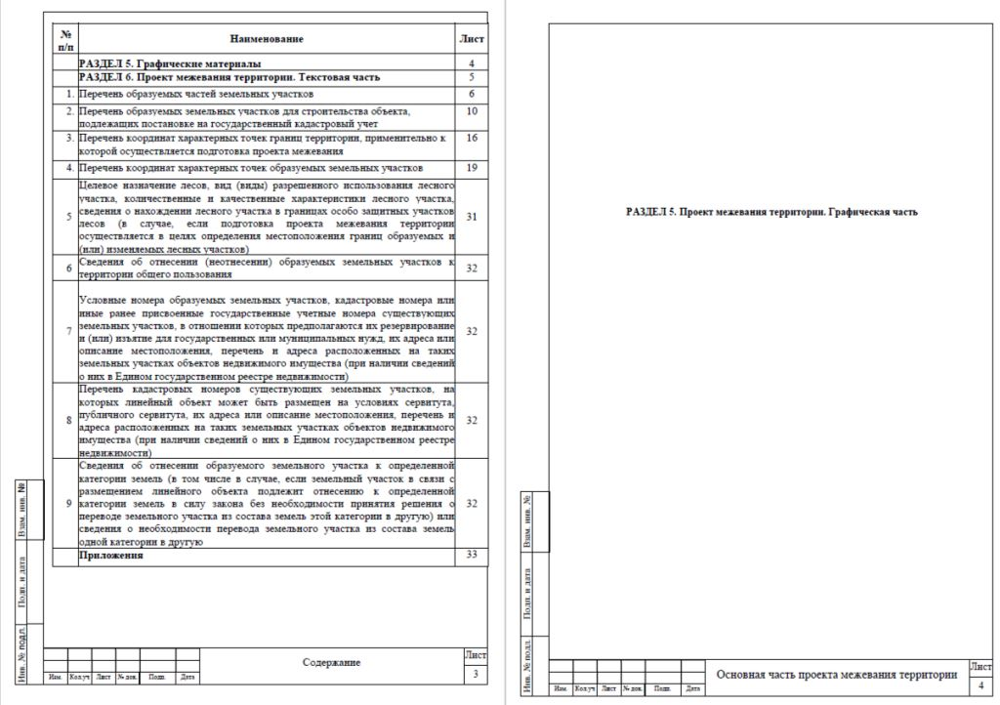 №
п/п
Наименование
Лист
РАЗДЕЛ 5. Графические материалы
4
РАЗДЕЛ 6. Проект межевания территории. Текстовая часть
5
1. Перечень образуемых частей земельных участков
6
2. Перечень образуемых земельных участков для строительства объекта,
подлежащих постановке на государственный кадастровый учет
10
3. Перечень координат характерных точек границ территории, применительно к
которой осуществляется подготовка проекта межевания
16
4. Перечень координат характерных точек образуемых земельных участков
19
5
Целевое назначение лесов, вид (виды) разрешенного использования лесного
участка, количественные и качественные характеристики лесного участка,
сведения о нахождении лесного участка в границах особо защитных участков
лесов (в случае, если подготовка проекта межевания территории
осуществляется в целях определения местоположения границ образуемых и
(или) изменяемых лесных участков)
31
6
Сведения об отнесении (неотнесении) образуемых земельных участков к
территории общего пользования
32
7
Условные номера образуемых земельных участков, кадастровые номера или
иные ранее присвоенные государственные учетные номера существующих
земельных участков, в отношении которых предполагаются их резервирование
и (или) изъятие для государственных или муниципальных нужд, их адреса или
описание местоположения, перечень и адреса расположенных на таких
земельных участках объектов недвижимого имущества (при наличии сведений
о них в Едином государственном реестре недвижимости)
32
8
Перечень кадастровых номеров существующих земельных участков, на
которых линейный объект может быть размещен на условиях сервитута,
публичного сервитута, их адреса или описание местоположения, перечень и
адреса расположенных на таких земельных участках объектов недвижимого
имущества (при наличии сведений о них в Едином государственном реестре
недвижимости)
32
9
Сведения об отнесении образуемого земельного участка к определенной
категории земель (в том числе в случае, если земельный участок в связи с
размещением линейного объекта подлежит отнесению к определенной
категории земель в силу закона без необходимости принятия решения о
переводе земельного участка из состава земель этой категории в другую) или
сведения о необходимости перевода земельного участка из состава земель
одной категории в другую
32
Приложения
33
Взам. инв. №
Подп. и дата
Инв. № подл.
Изм. Кол.уч Лист № док. Подп. Дата
Содержание
Лист
3
РАЗДЕЛ 5. Проект межевания территории. Графическая часть
Взам. инв. №
Подп. и дата
Инв. № подл.
Изм. Кол.уч Лист № док. Подп. Дата
Основная часть проекта межевания территории
Лист
4